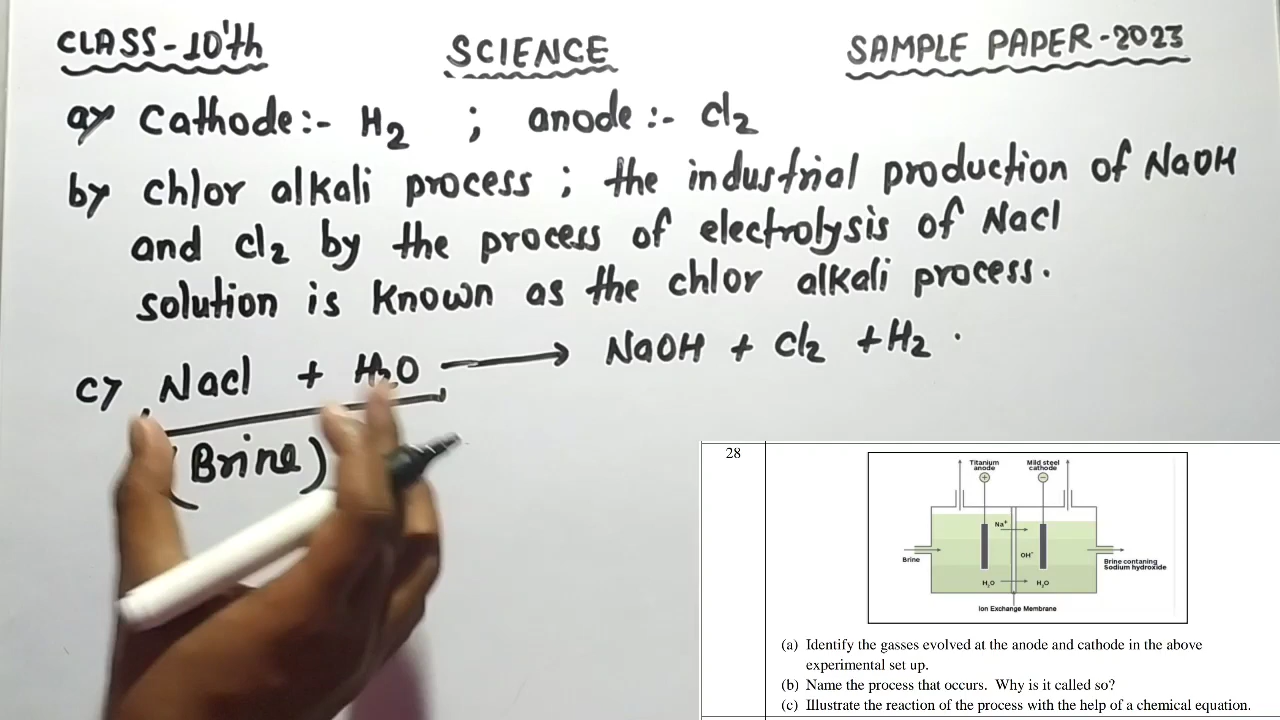 CLASS-10'th SCIENCE SAMPLE PAPER-2023
a) Cathode:- H2 ; anode :- Cl2
b) chlor alkali process ; the industrial production of NaOH
and Cl2 by the process of electrolysis of Nacl
solution is known as the chlor alkali process.
c) Nacl + H2O → NaOH + Cl2 + H2 .
(Brine)
28
Titanium anode
Mild steel cathode
+
−
Na+
OH-
Brine
Brine contaning
Sodium hydroxide
H2O H2O
Ion Exchange Membrane
(a) Identify the gasses evolved at the anode and cathode in the above
experimental set up.
(b) Name the process that occurs. Why is it called so?
(c) Illustrate the reaction of the process with the help of a chemical equation.